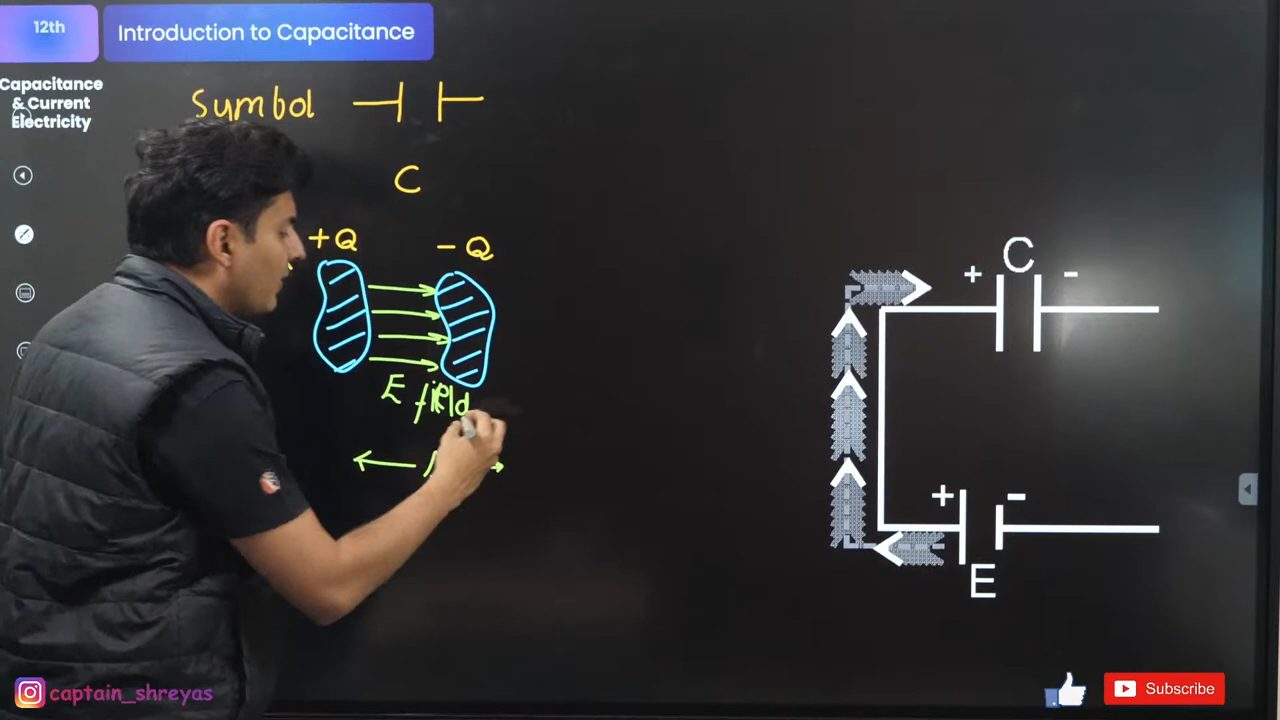 12th
Introduction to Capacitance
Capacitance
& Current
Electricity
Symbol
C
+Q
- Q
E field
C
+ -
+ -
E
captain_shreyas
Subscribe